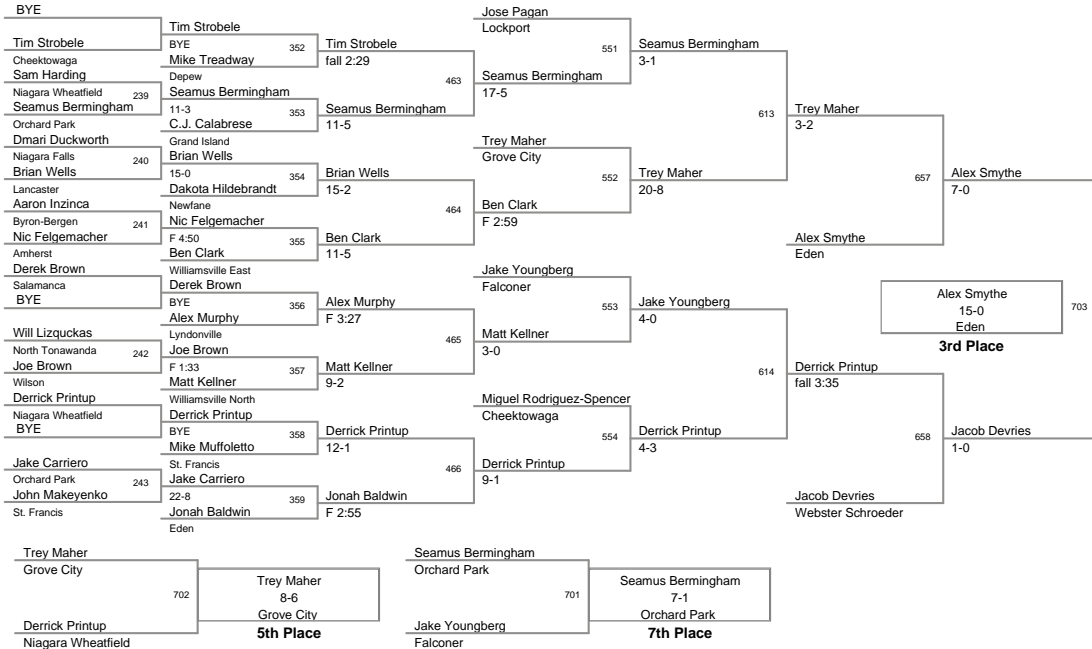 BYE
Tim Strobele
Cheektowaga
Sam Harding
Niagara Wheatfield
239
Seamus Bermingham
Orchard Park
Dmari Duckworth
Niagara Falls
240
Brian Wells
Lancaster
Aaron Inzinca
Byron-Bergen
241
Nic Felgemacher
Amherst
Derek Brown
Salamanca
BYE
Will Lizquckas
North Tonawanda
242
Joe Brown
Wilson
Derrick Printup
Niagara Wheatfield
BYE
Jake Carriero
Orchard Park
243
John Makeyenko
St. Francis
Tim Strobele
BYE
352
Mike Treadway
Depew
Seamus Bermingham
11-3
353
C.J. Calabrese
Grand Island
Brian Wells
15-0
354
Dakota Hildebrandt
Newfane
Nic Felgemacher
F 4:50
355
Ben Clark
Williamsville East
Derek Brown
BYE
356
Alex Murphy
Lyndonville
Joe Brown
F 1:33
357
Matt Kellner
Williamsville North
Derrick Printup
BYE
358
Mike Muffoletto
St. Francis
Jake Carriero
22-8
359
Jonah Baldwin
Eden
Tim Strobele
fall 2:29
463
Seamus Bermingham
11-5
Brian Wells
15-2
464
Ben Clark
11-5
Alex Murphy
F 3:27
465
Matt Kellner
9-2
Derrick Printup
12-1
466
Jonah Baldwin
F 2:55
Jose Pagan
Lockport
551
Seamus Bermingham
17-5
Trey Maher
Grove City
552
Ben Clark
F 2:59
Jake Youngberg
Falconer
553
Matt Kellner
3-0
Miguel Rodriguez-Spencer
Cheektowaga
554
Derrick Printup
9-1
Seamus Bermingham
3-1
613
Trey Maher
20-8
Jake Youngberg
4-0
614
Derrick Printup
4-3
Trey Maher
3-2
657
Alex Smythe
Eden
Derrick Printup
fall 3:35
658
Jacob Devries
Webster Schroeder
Alex Smythe
7-0
Alex Smythe
15-0
703
Eden
3rd Place
Jacob Devries
1-0
Trey Maher
Grove City
702
Derrick Printup
Niagara Wheatfield
Trey Maher
8-6
Grove City
5th Place
Seamus Bermingham
Orchard Park
701
Jake Youngberg
Falconer
Seamus Bermingham
7-1
Orchard Park
7th Place